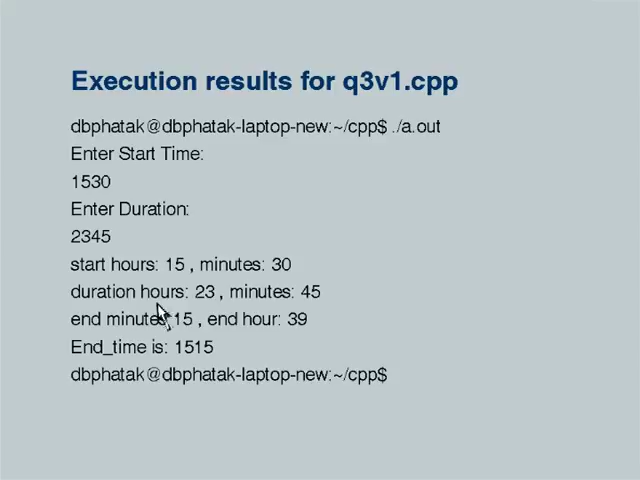 Execution results for q3v1.cpp
dbphatak@dbphatak-laptop-new:~/cpp$ ./a.out
Enter Start Time:
1530
Enter Duration:
2345
start hours: 15 , minutes: 30
duration hours: 23 , minutes: 45
end minutes 15 , end hour: 39
End_time is: 1515
dbphatak@dbphatak-laptop-new:~/cpp$